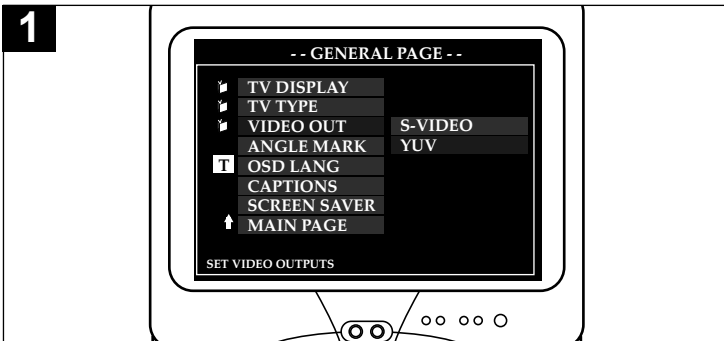 1
- - GENERAL PAGE - -
TV DISPLAY
TV TYPE
VIDEO OUT S-VIDEO
ANGLE MARK YUV
T OSD LANG
CAPTIONS
SCREEN SAVER
MAIN PAGE
SET VIDEO OUTPUTS